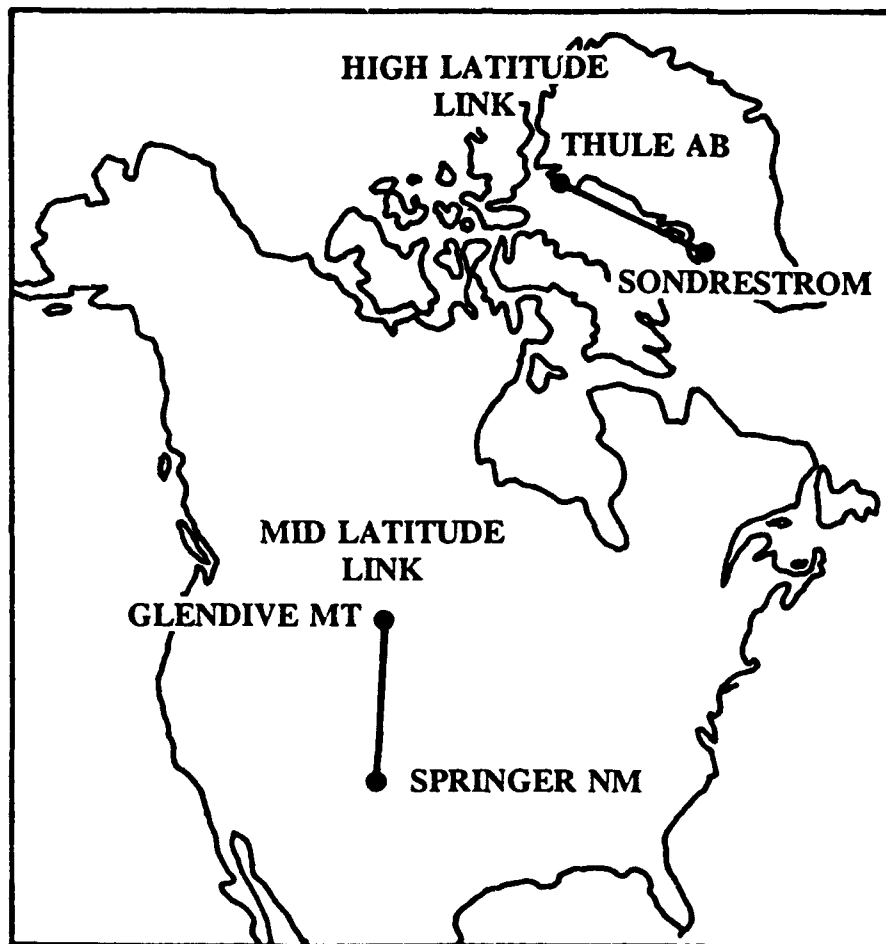 HIGH LATITUDE
LINK
THULE AB
SONDRESTROM
MID LATITUDE
LINK
GLENDIVE MT
SPRINGER NM